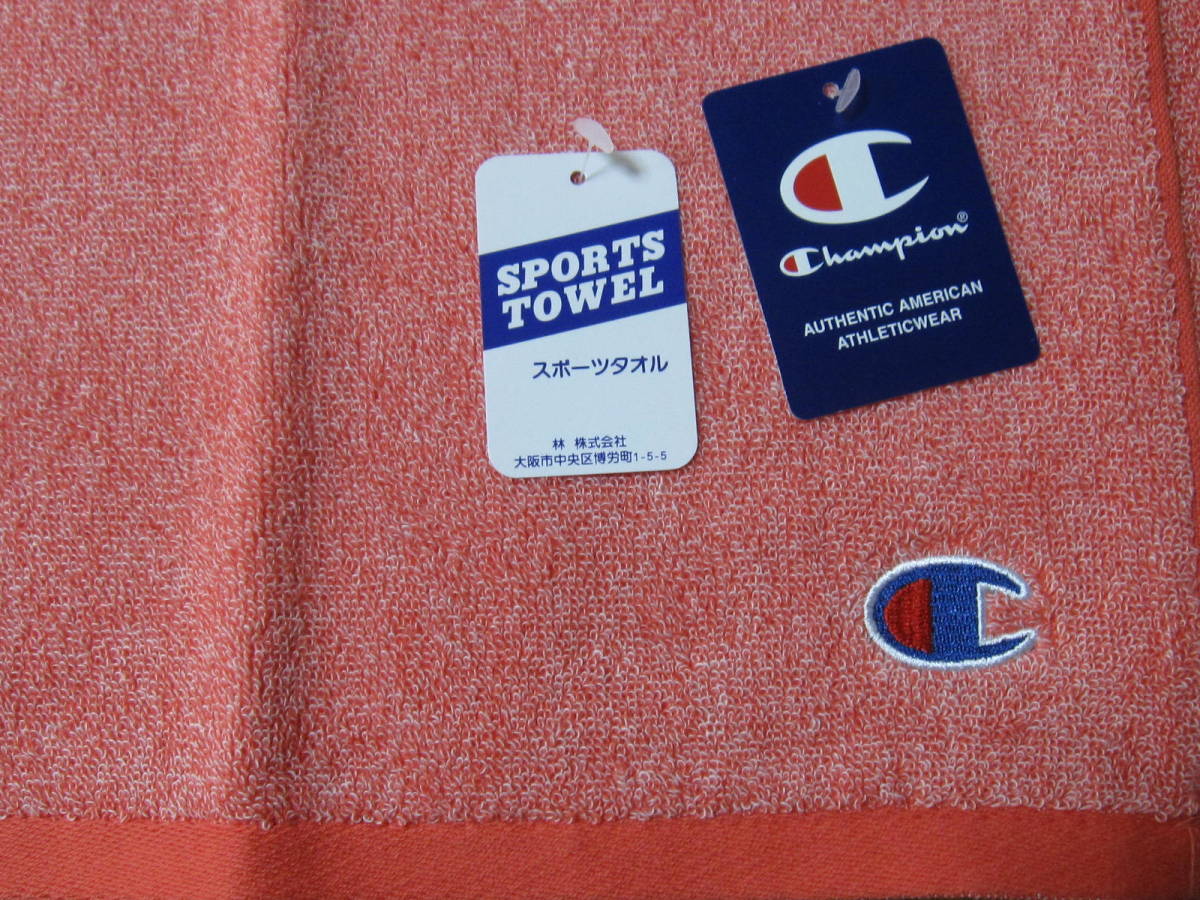 SPORTS
TOWEL
スポーツタオル
林 株式会社
大阪市中央区博労町1-5-5
Champion®
AUTHENTIC AMERICAN
ATHLETICWEAR